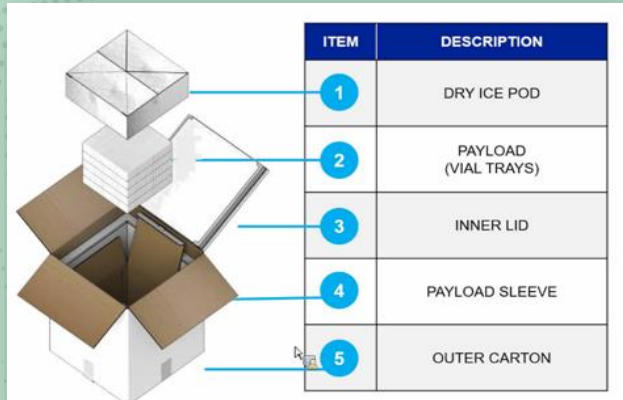 ITEM DESCRIPTION
1 DRY ICE POD
2 PAYLOAD
(VIAL TRAYS)
3 INNER LID
4 PAYLOAD SLEEVE
5 OUTER CARTON